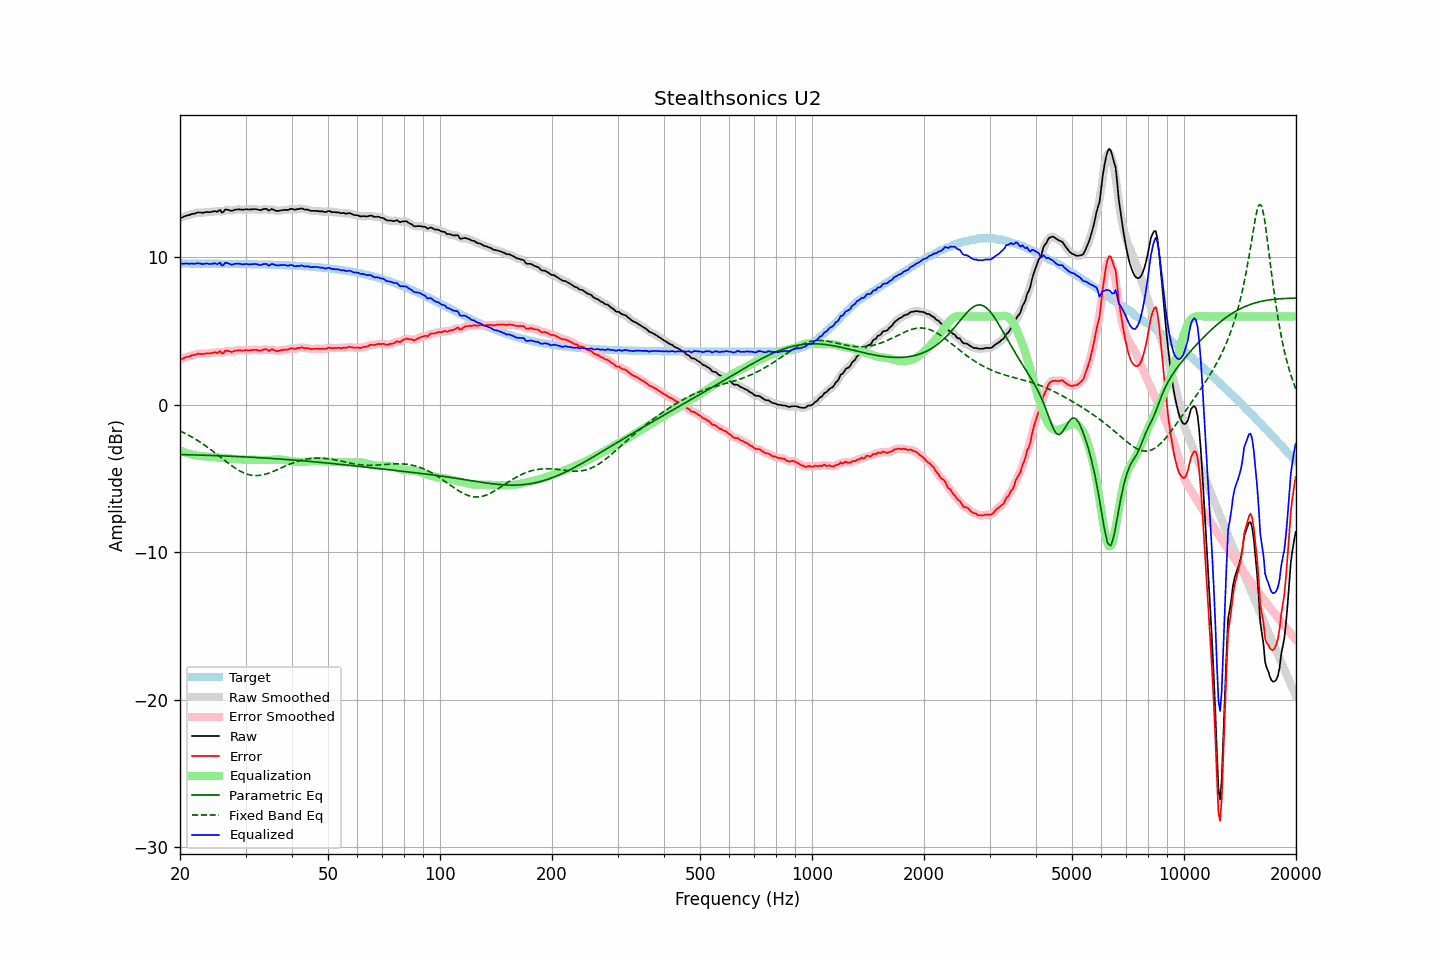 Stealthsonics U2
Amplitude (dBr)
10
0
−10
−20
−30
Target
Raw Smoothed
Error Smoothed
Raw
Error
Equalization
Parametric Eq
Fixed Band Eq
Equalized
20 50 100 200 500 1000 2000 5000 10000 20000
Frequency (Hz)